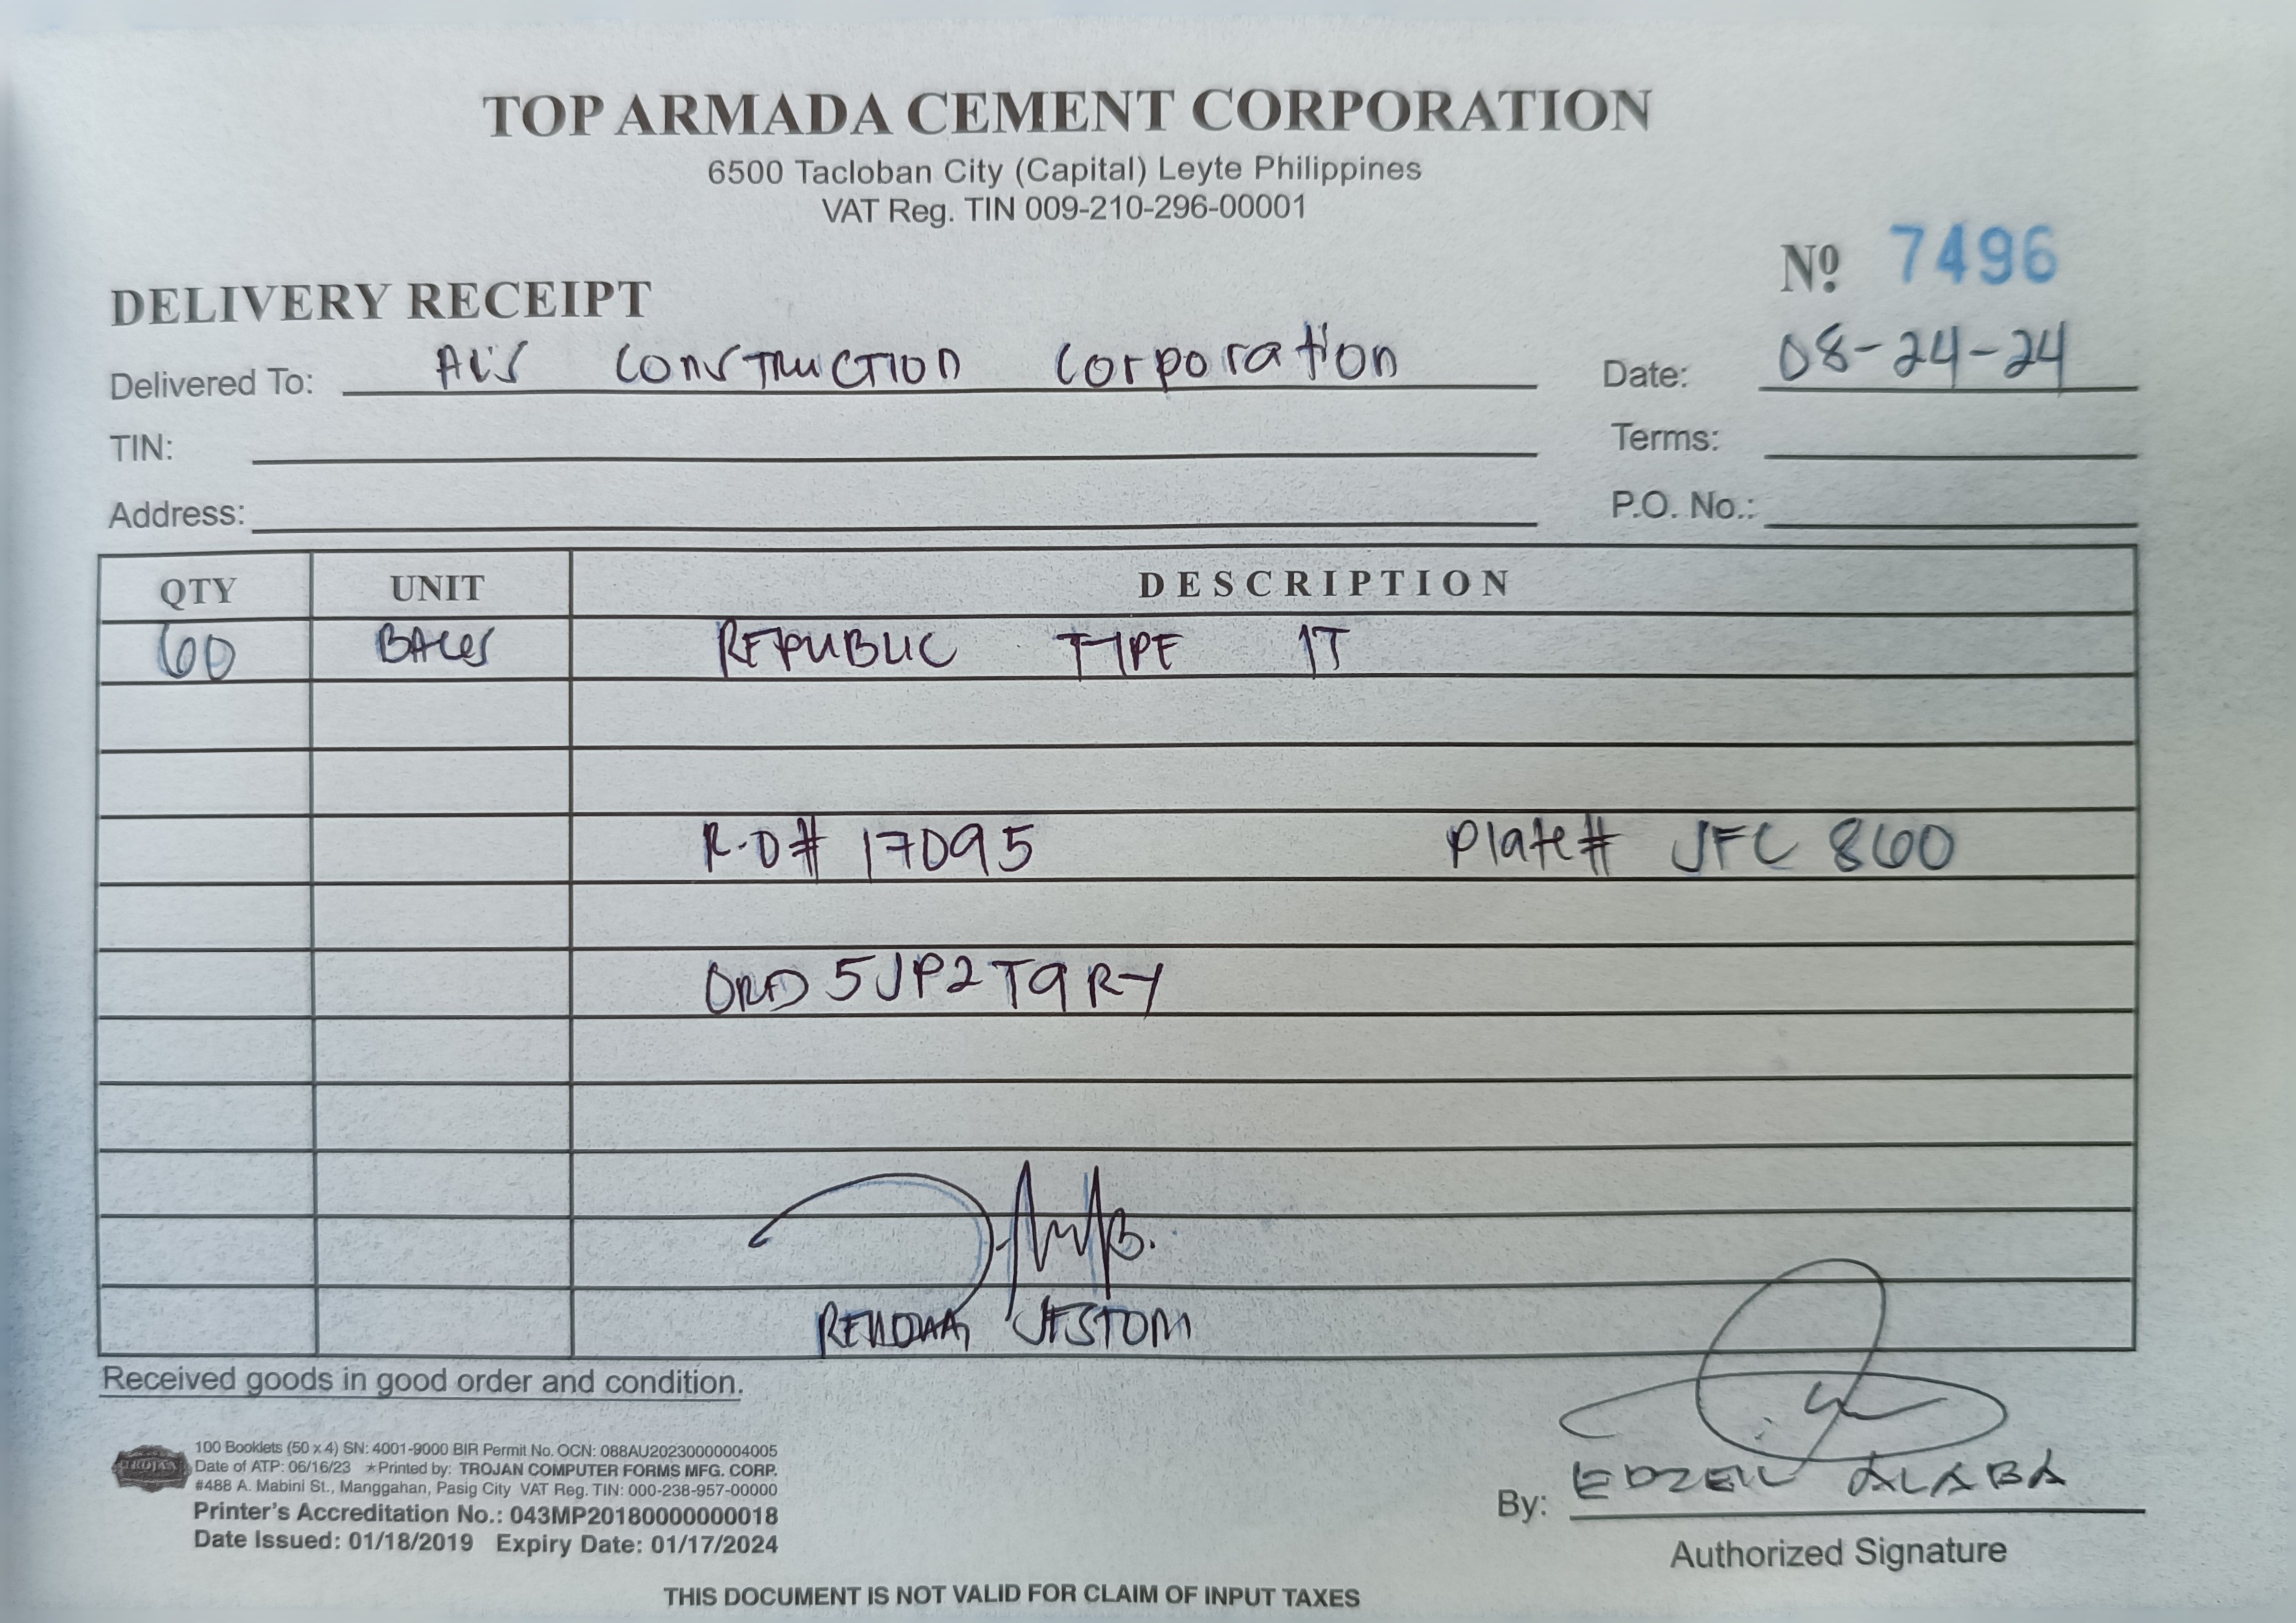 TOP ARMADA CEMENT CORPORATION
6500 Tacloban City (Capital) Leyte Philippines
VAT Reg. TIN 009-210-296-00001
Nº 7496
DELIVERY RECEIPT
Delivered To: CONSTRUCTION Corporation Date: 08-24-24
TIN: Terms:
Address: P.O. No.:
QTY UNIT DESCRIPTION
60 REPUBLIC TYPE 1T
R.O# 17095 Plate# JFC 860
ORD5JP2T9RY
JESTONI
Received goods in good order and condition.
TROJAN
100 Booklets (50 x 4) SN: 4001-9000 BIR Permit No. OCN: 088AU20230000004005
Date of ATP: 06/16/23 ★Printed by: TROJAN COMPUTER FORMS MFG. CORP.
#488 A. Mabini St., Manggahan, Pasig City VAT Reg. TIN: 000-238-957-00000
Printer's Accreditation No.: 043MP20180000000018
Date Issued: 01/18/2019 Expiry Date: 01/17/2024
By: EDZEL ALABA
Authorized Signature
THIS DOCUMENT IS NOT VALID FOR CLAIM OF INPUT TAXES